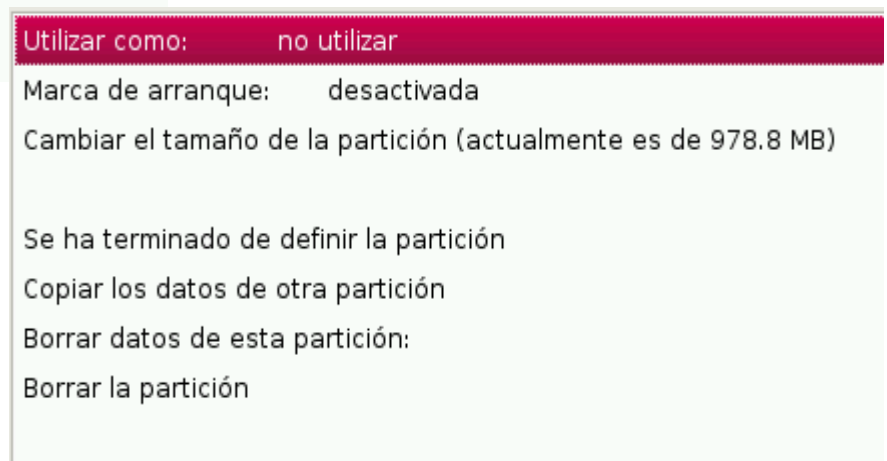 Utilizar como: no utilizar
Marca de arranque: desactivada
Cambiar el tamaño de la partición (actualmente es de 978.8 MB)
Se ha terminado de definir la partición
Copiar los datos de otra partición
Borrar datos de esta partición:
Borrar la partición